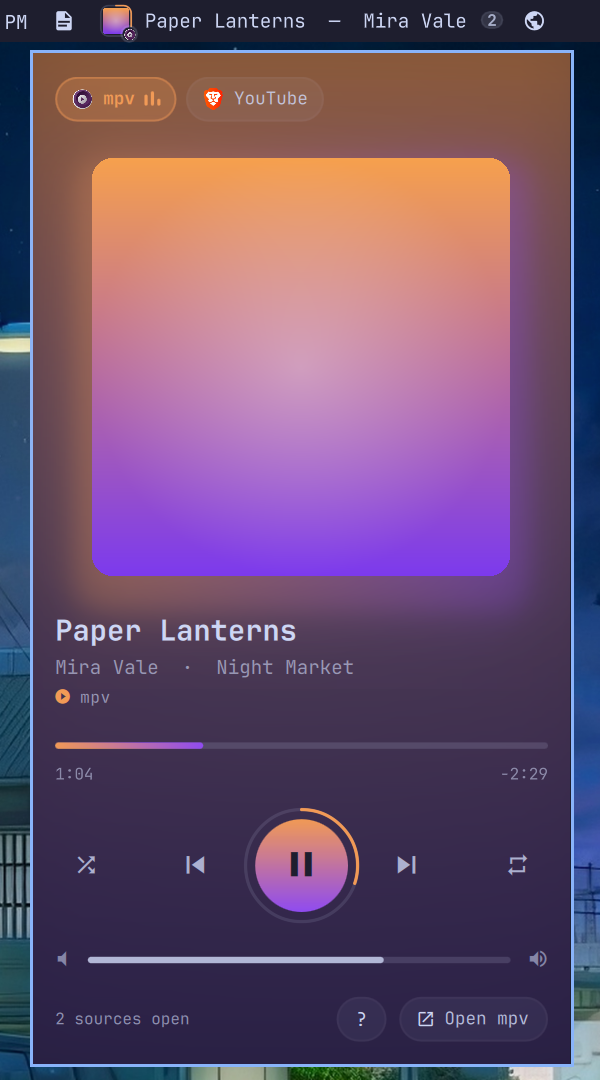 PM Paper Lanterns — Mira Vale 2
mpv YouTube
Paper Lanterns
Mira Vale · Night Market
mpv
1:04 -2:29
2 sources open ? Open mpv